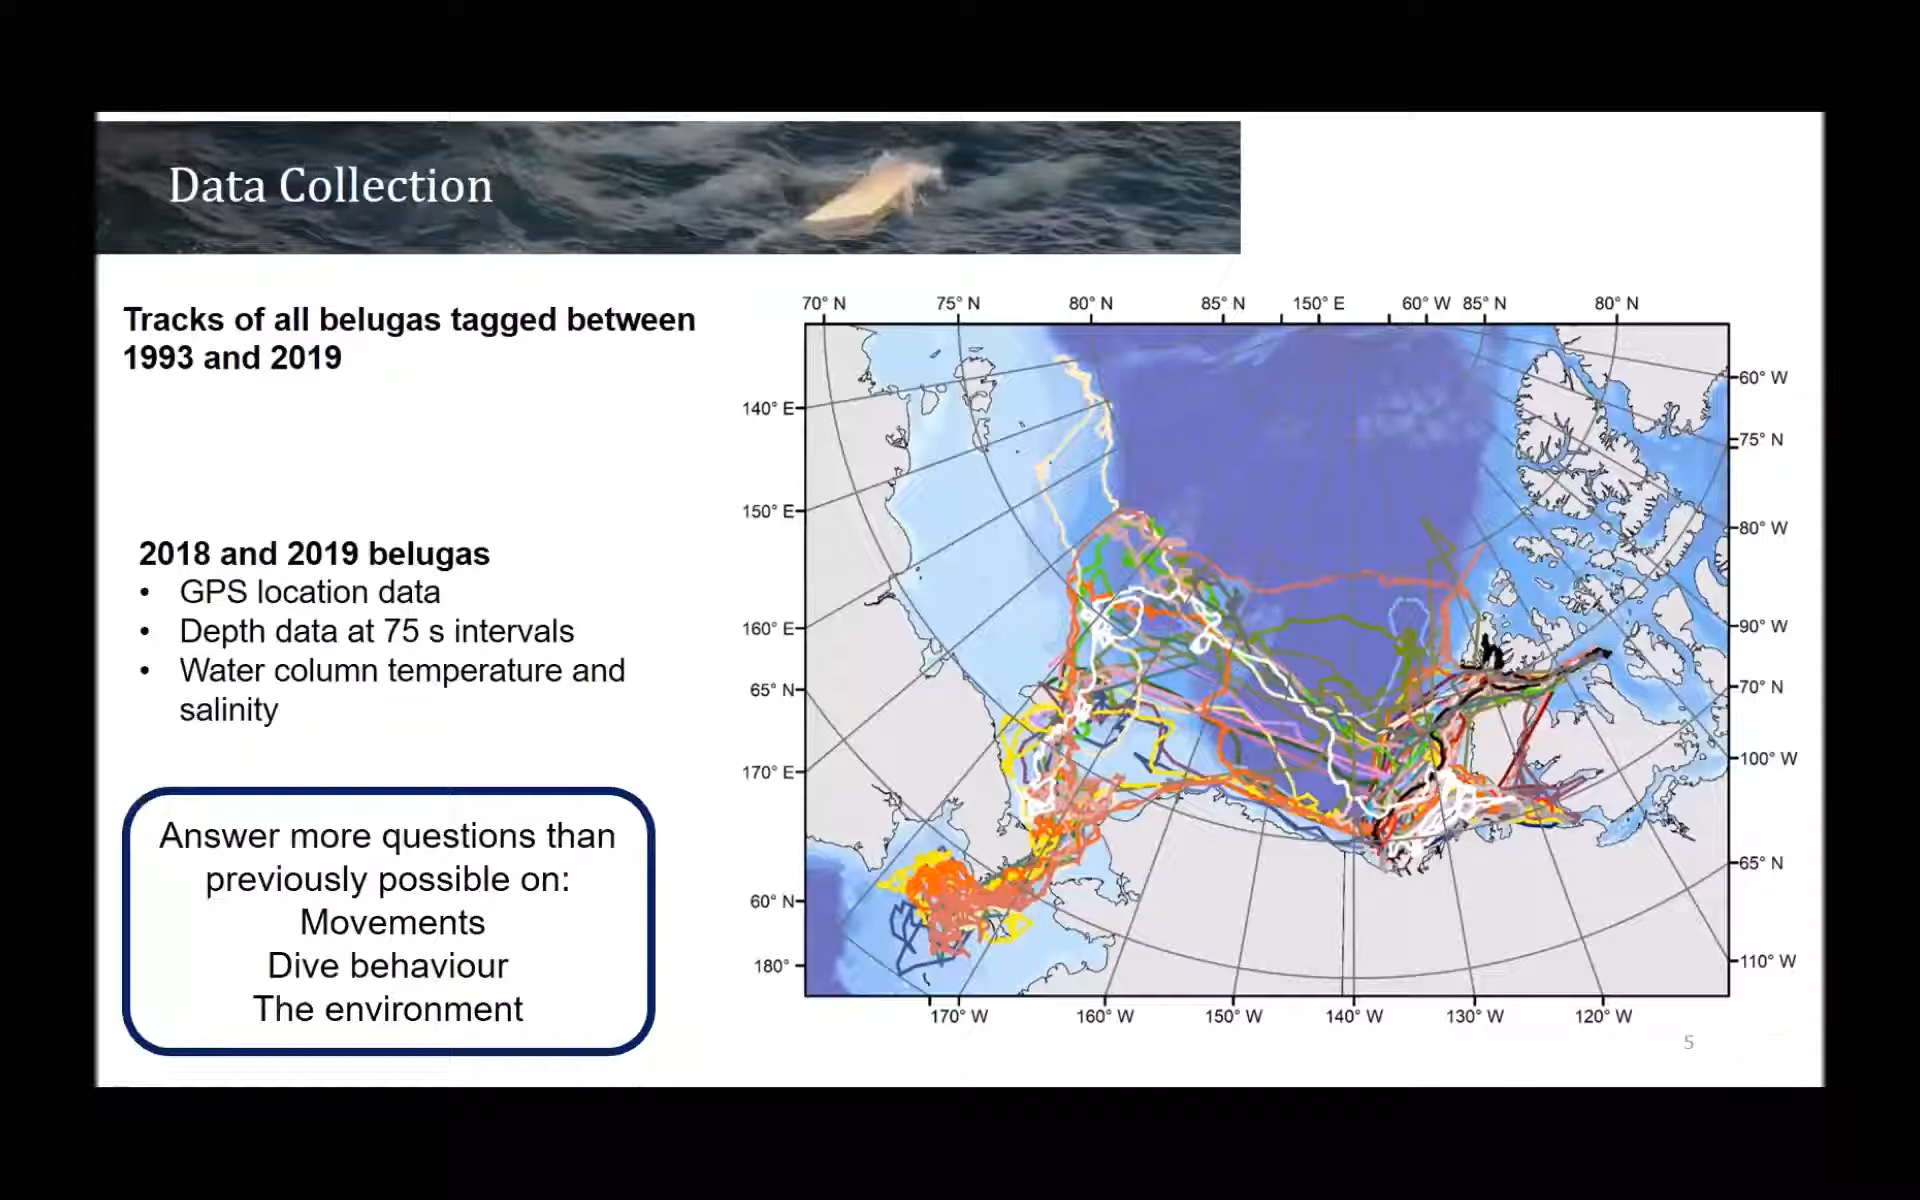 Data Collection
Tracks of all belugas tagged between
1993 and 2019
2018 and 2019 belugas
• GPS location data
• Depth data at 75 s intervals
• Water column temperature and
salinity
Answer more questions than
previously possible on:
Movements
Dive behaviour
The environment
70° N 75° N 80° N 85° N 150° E 60° W 85° N 80° N
140° E
150° E
160° E
65° N
170° E
60° N
180°
60° W
75° N
80° W
90° W
70° N
100° W
65° N
110° W
170° W 160° W 150° W 140° W 130° W 120° W
5